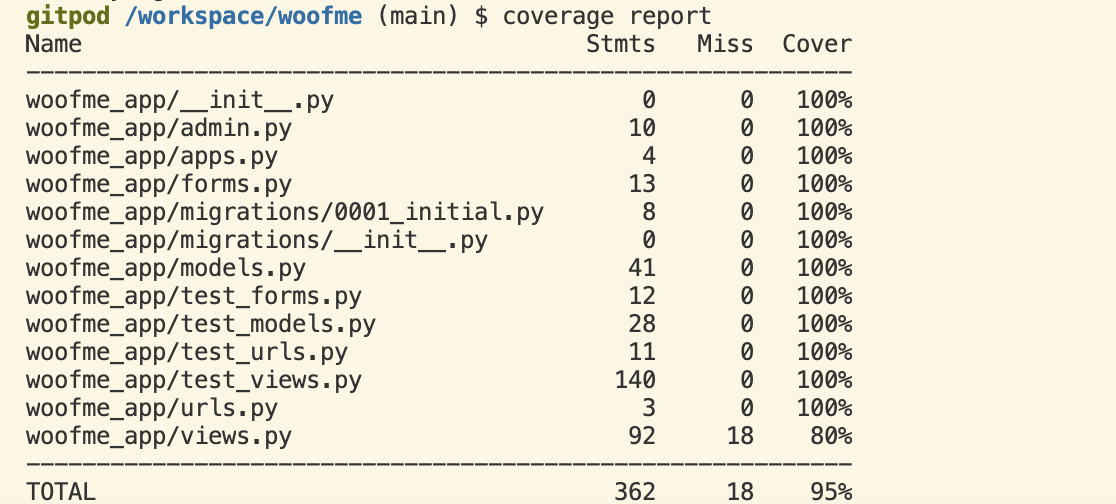 gitpod /workspace/woofme (main) $ coverage report
Name                                      Stmts   Miss  Cover
-----------------------------------------------------------
woofme_app/__init__.py                        0      0   100%
woofme_app/admin.py                          10      0   100%
woofme_app/apps.py                            4      0   100%
woofme_app/forms.py                          13      0   100%
woofme_app/migrations/0001_initial.py         8      0   100%
woofme_app/migrations/__init__.py             0      0   100%
woofme_app/models.py                         41      0   100%
woofme_app/test_forms.py                     12      0   100%
woofme_app/test_models.py                    28      0   100%
woofme_app/test_urls.py                      11      0   100%
woofme_app/test_views.py                    140      0   100%
woofme_app/urls.py                            3      0   100%
woofme_app/views.py                          92     18    80%
-----------------------------------------------------------
TOTAL                                       362     18    95%